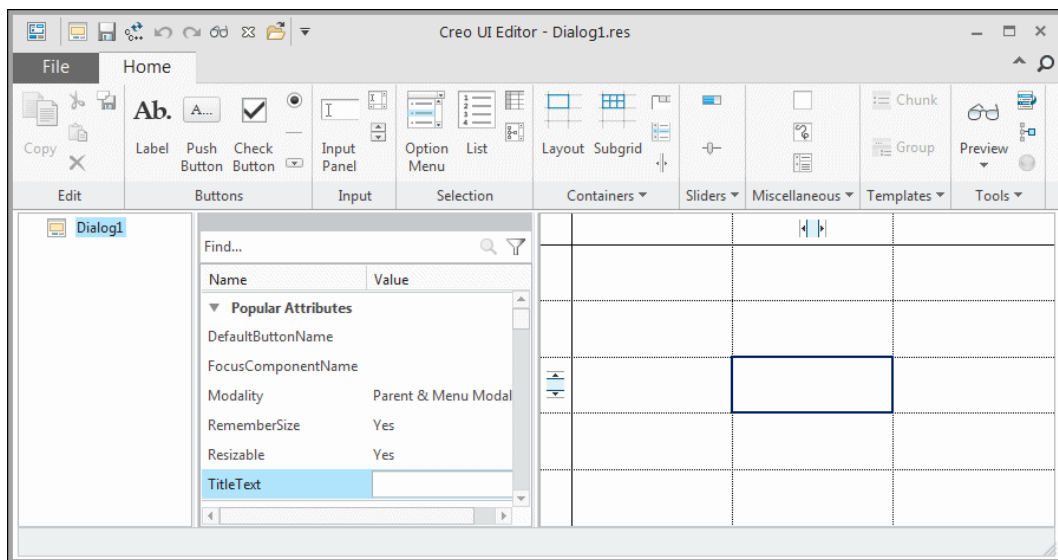 Creo UI Editor - Dialog1.res
File Home
Ab. A...
Copy Label Push Button Check Button Input Panel Option Menu List Layout Subgrid Chunk Group Preview
Edit Buttons Input Selection Containers Sliders Miscellaneous Templates Tools
Dialog1
Find...
Name Value
Popular Attributes
DefaultButtonName
FocusComponentName
Modality Parent & Menu Modal
RememberSize Yes
Resizable Yes
TitleText